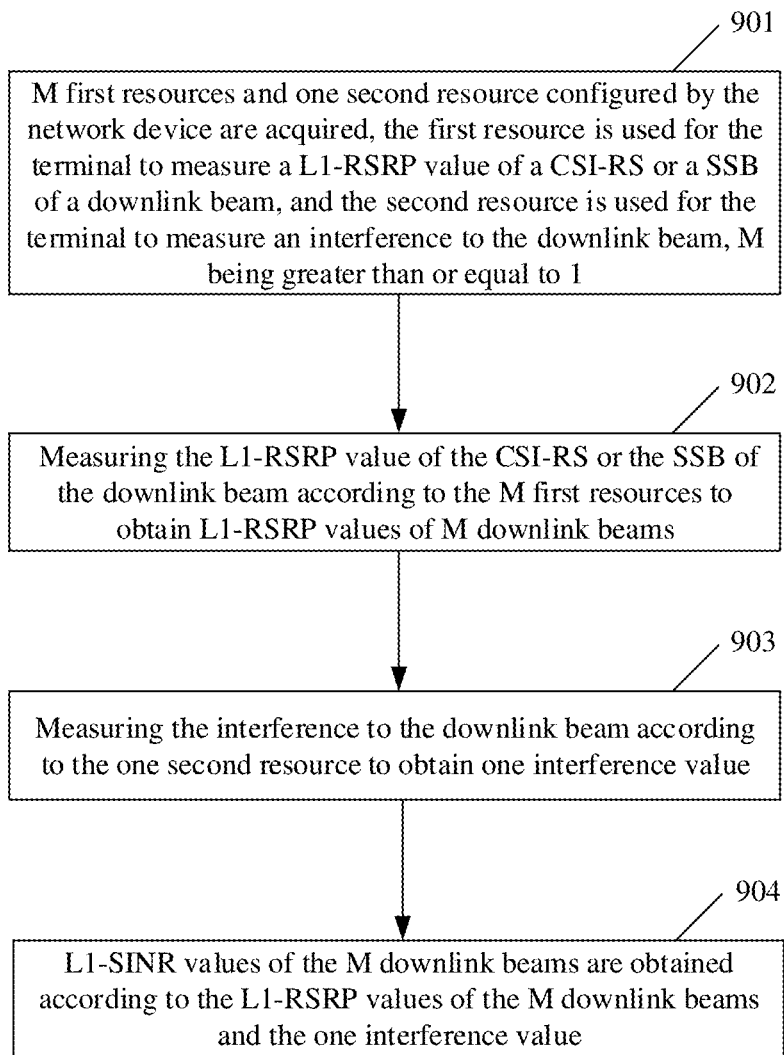 901
M first resources and one second resource configured by the
network device are acquired, the first resource is used for the
terminal to measure a L1-RSRP value of a CSI-RS or a SSB
of a downlink beam, and the second resource is used for the
terminal to measure an interference to the downlink beam, M
being greater than or equal to 1
902
Measuring the L1-RSRP value of the CSI-RS or the SSB of
the downlink beam according to the M first resources to
obtain L1-RSRP values of M downlink beams
903
Measuring the interference to the downlink beam according
to the one second resource to obtain one interference value
904
L1-SINR values of the M downlink beams are obtained
according to the L1-RSRP values of the M downlink beams
and the one interference value